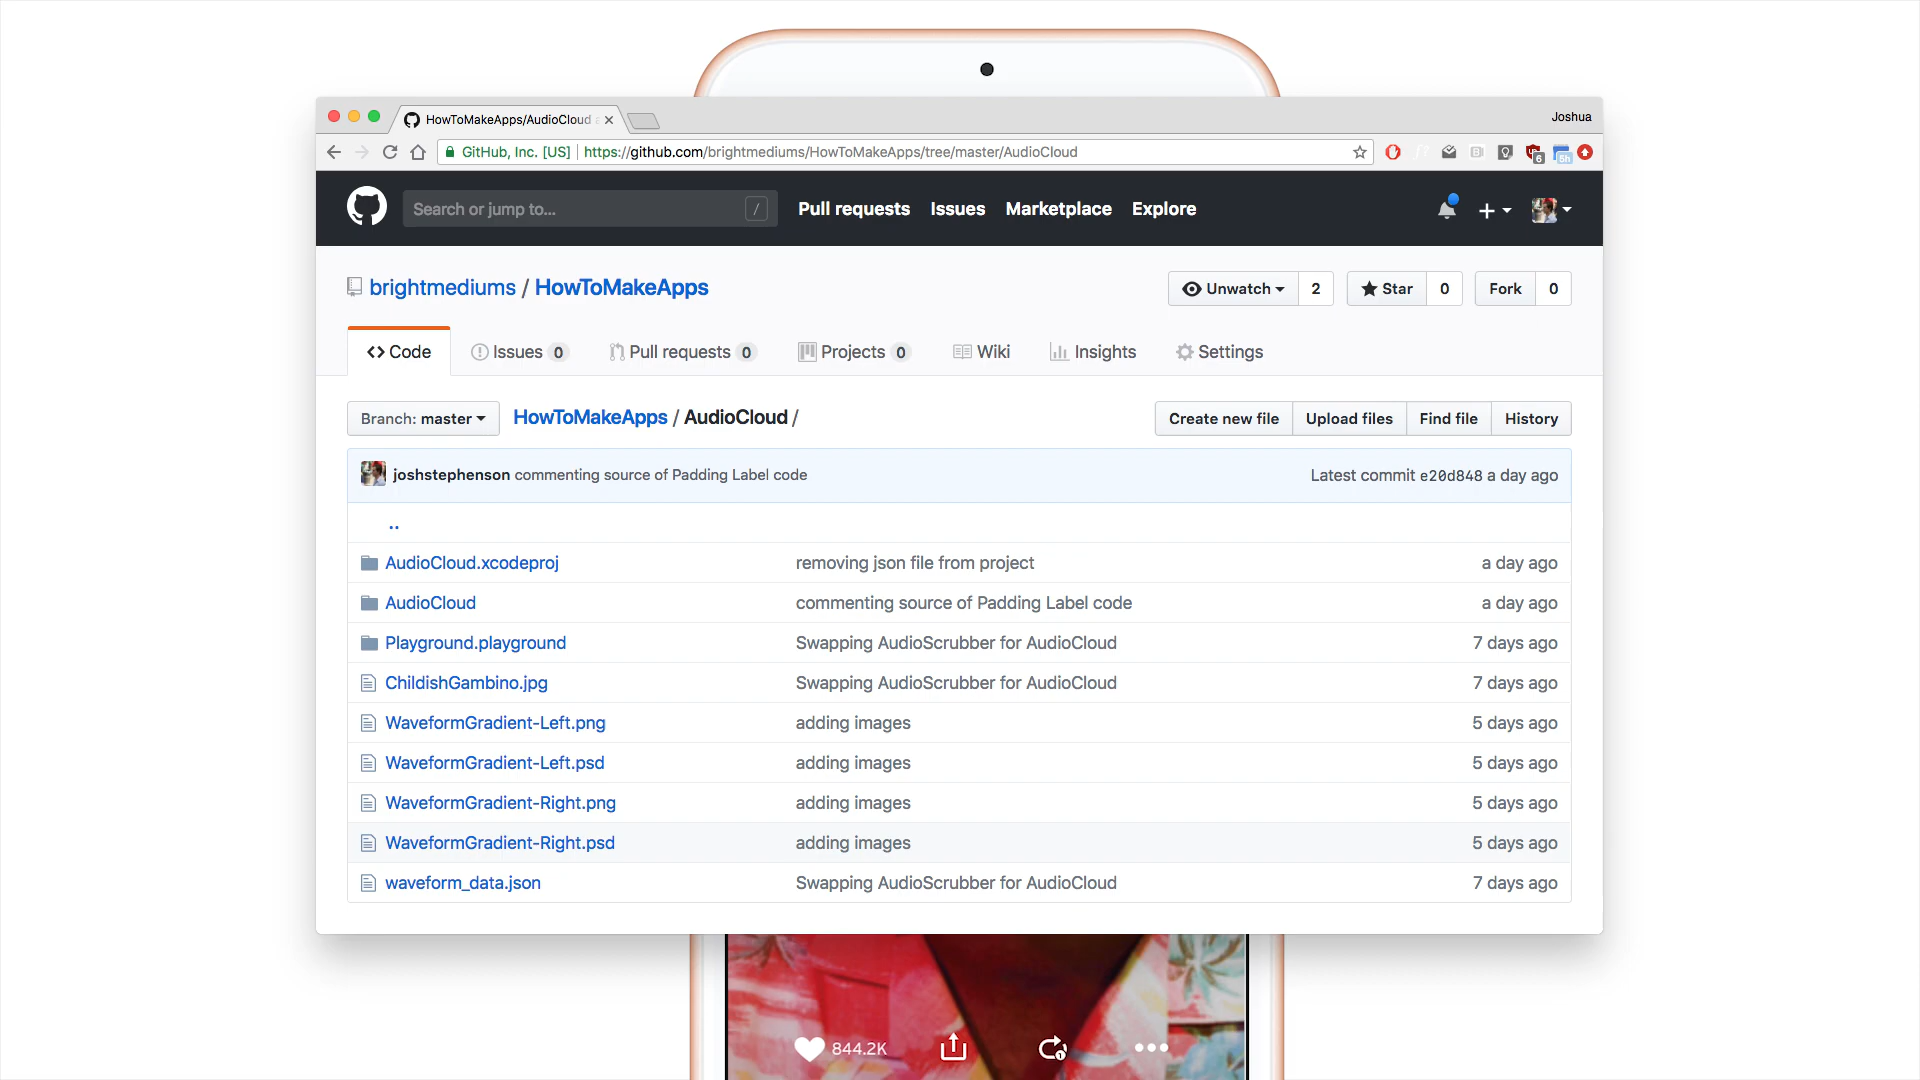 HowToMakeApps/AudioCloud
Joshua
GitHub, Inc. [US] https://github.com/brightmediums/HowToMakeApps/tree/master/AudioCloud
6
5h
Search or jump to...
/
Pull requests Issues Marketplace Explore
brightmediums / HowToMakeApps
Unwatch 2 Star 0 Fork 0
Code Issues 0 Pull requests 0 Projects 0 Wiki Insights Settings
Branch: master HowToMakeApps / AudioCloud /
Create new file Upload files Find file History
joshstephenson commenting source of Padding Label code Latest commit e20d848 a day ago
..
AudioCloud.xcodeproj removing json file from project a day ago
AudioCloud commenting source of Padding Label code a day ago
Playground.playground Swapping AudioScrubber for AudioCloud 7 days ago
ChildishGambino.jpg Swapping AudioScrubber for AudioCloud 7 days ago
WaveformGradient-Left.png adding images 5 days ago
WaveformGradient-Left.psd adding images 5 days ago
WaveformGradient-Right.png adding images 5 days ago
WaveformGradient-Right.psd adding images 5 days ago
waveform_data.json Swapping AudioScrubber for AudioCloud 7 days ago
844.2K
1